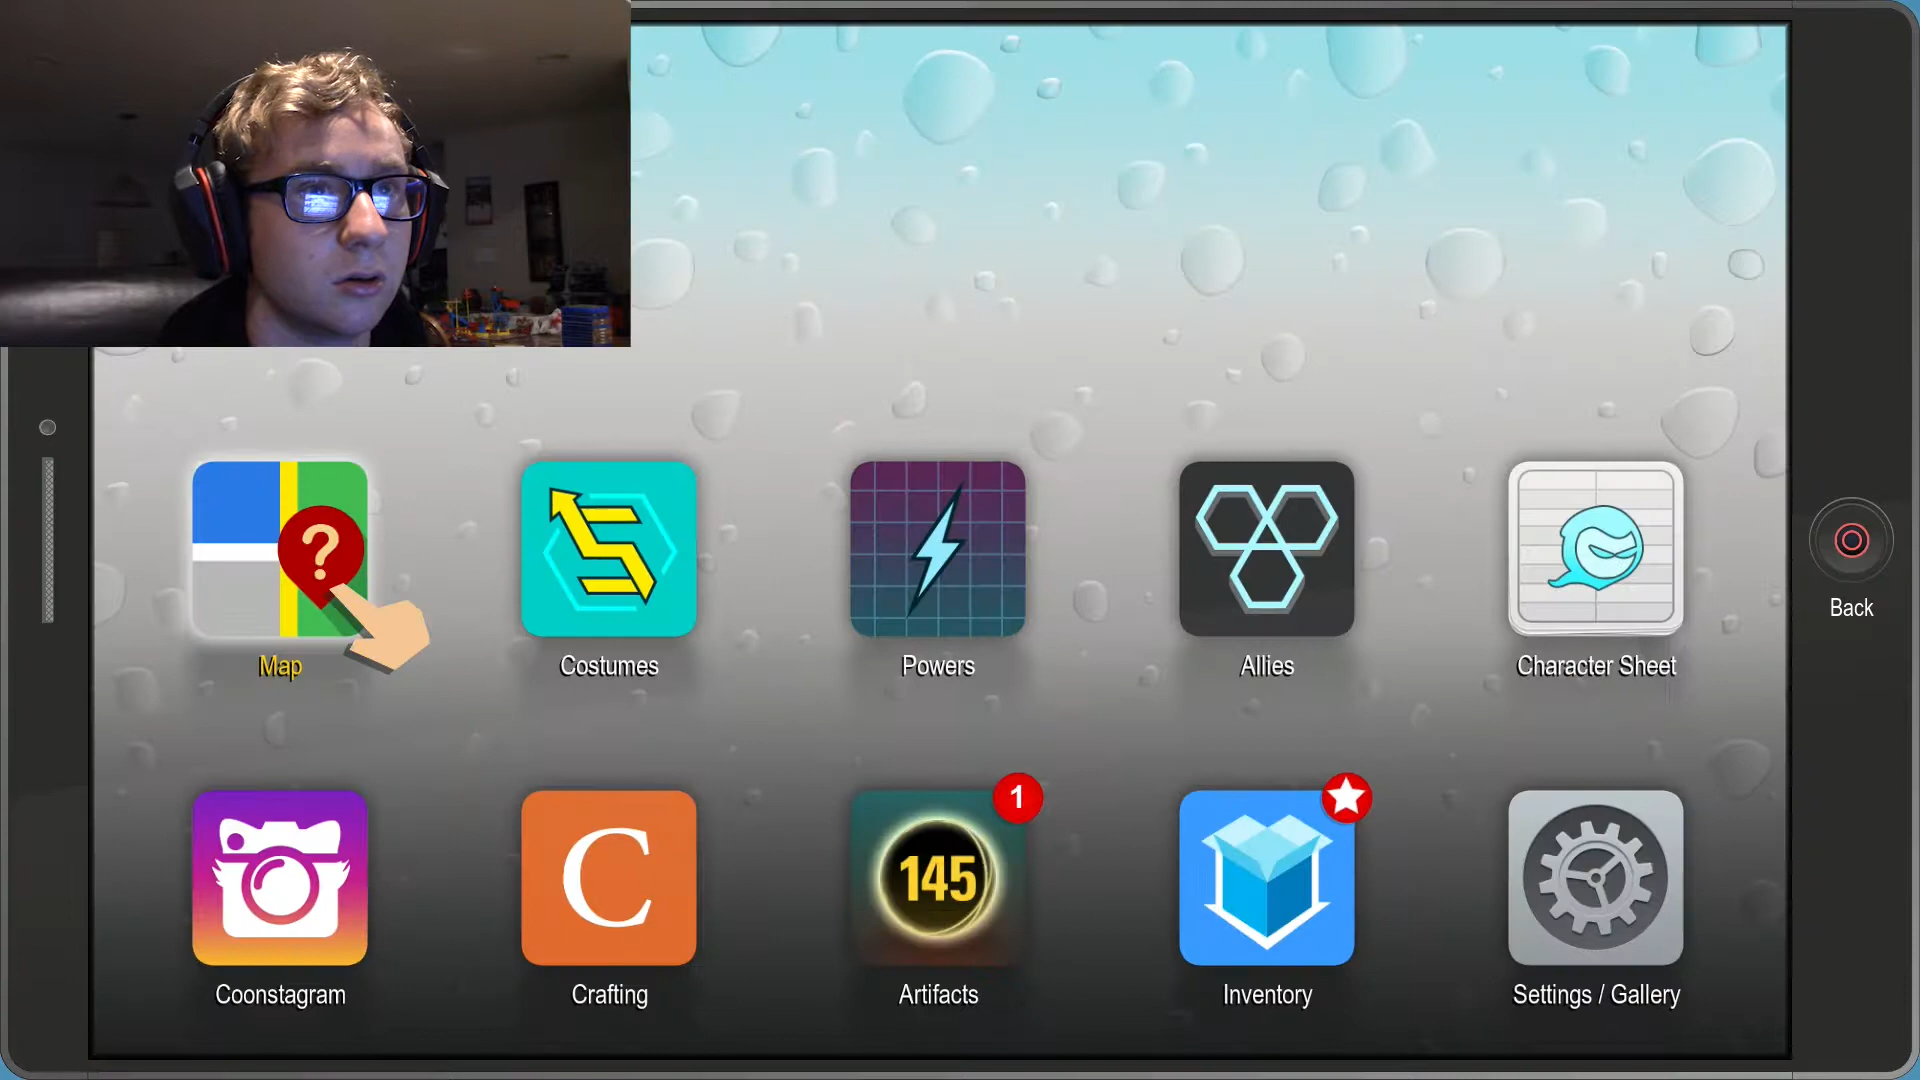 ?
Map
Costumes
Powers
Allies
Character Sheet
Back
C
145
1
Coonstagram
Crafting
Artifacts
Inventory
Settings / Gallery